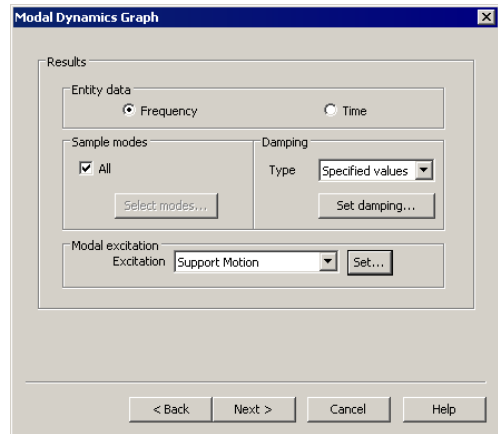 Modal Dynamics Graph
Results
Entity data
Frequency Time
Sample modes Damping
All Type Specified values
Select modes... Set damping...
Modal excitation
Excitation Support Motion Set...
< Back Next > Cancel Help